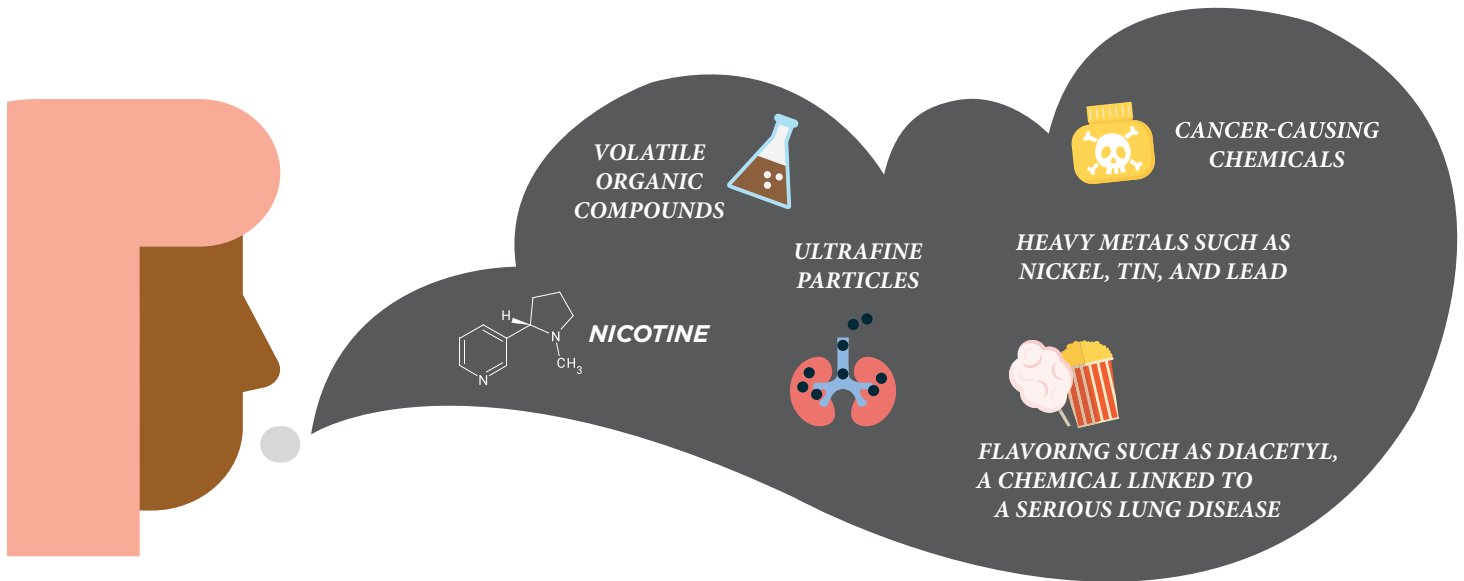 VOLATILE
ORGANIC
COMPOUNDS
CANCER-CAUSING
CHEMICALS
ULTRAFINE
PARTICLES
HEAVY METALS SUCH AS
NICKEL, TIN, AND LEAD
H
N
CH3
N
NICOTINE
FLAVORING SUCH AS DIACETYL,
A CHEMICAL LINKED TO
A SERIOUS LUNG DISEASE